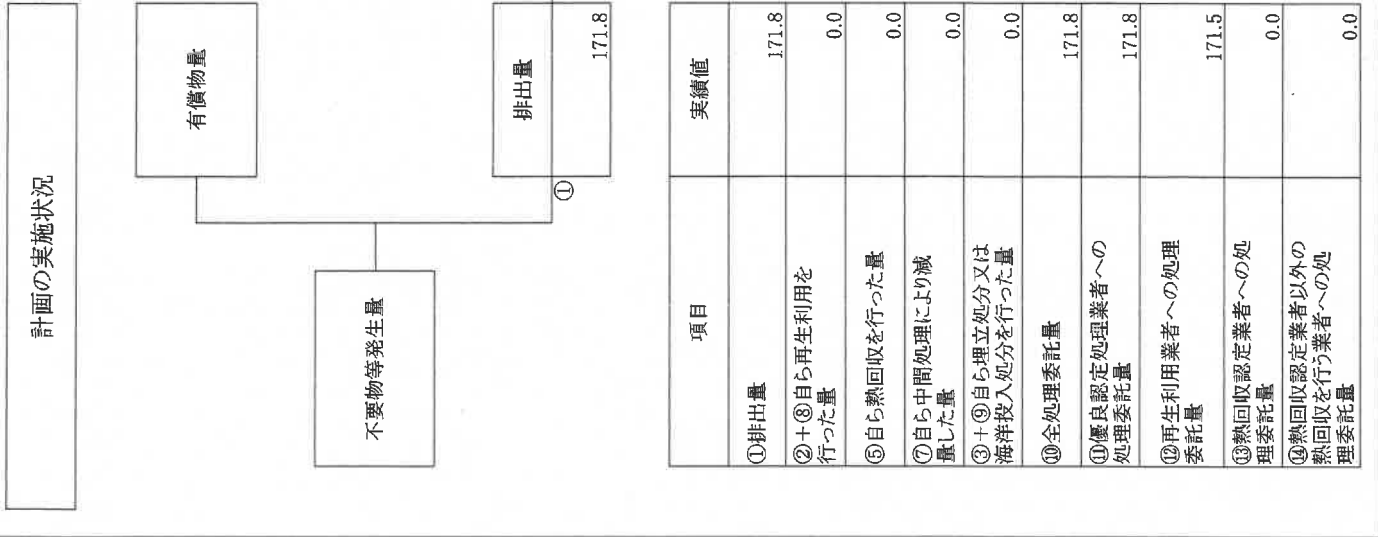 計画の実施状況
有償物量
不要物等発生量
排出量
①
171.8
項目
実績値
①排出量
171.8
②+⑧自ら再生利用を
行った量
0.0
⑤自ら熱回収を行った量
0.0
⑦自ら中間処理により減
量した量
0.0
③+⑨自ら埋立処分又は
海洋投入処分を行った量
0.0
⑩全処理委託量
171.8
⑪優良認定処理業者への
処理委託量
171.8
⑫再生利用業者への処理
委託量
171.5
⑬熱回収認定業者への処
理委託量
0.0
⑭熱回収認定業者以外の
熱回収を行う業者への処
理委託量
0.0